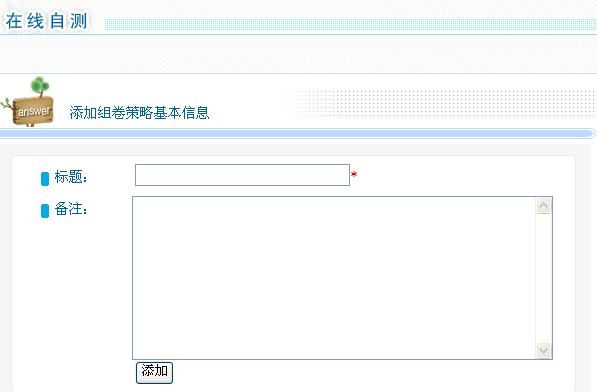 在线自测
answer
添加组卷策略基本信息
标题：
*
备注：
添加